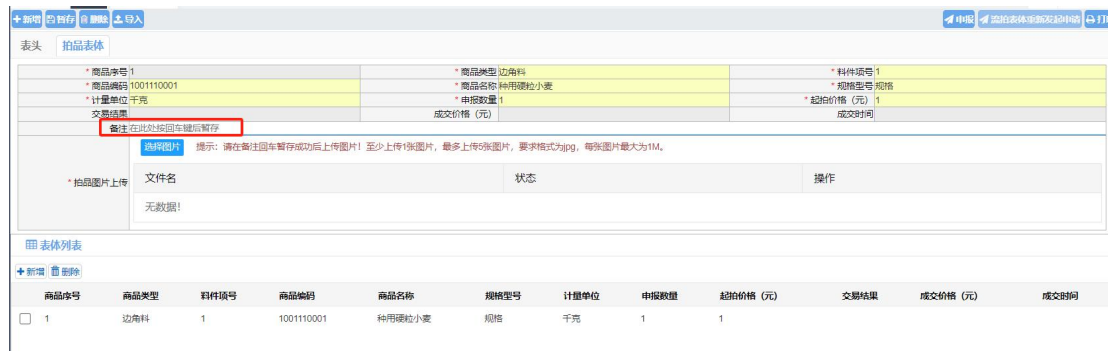 新增 暂存 删除 导入 申报 流拍表体重新发起申请
表头 拍品表体
* 商品序号 1 * 商品类型 边角料 * 料件项号 1
* 商品编码 1001110001 * 商品名称 种用硬粒小麦 * 规格型号 规格
* 计量单位 千克 * 申报数量 1 * 起拍价格（元） 1
交易结果 成交价格（元） 成交时间
备注 在此处按回车键后暂存
选择图片 提示：请在备注回车暂存成功后上传图片！至少上传1张图片，最多上传5张图片，要求格式为jpg，每张图片最大为1M。
* 拍品图片上传 文件名 状态 操作
无数据！
表体列表
新增 删除
商品序号 商品类型 料件项号 商品编码 商品名称 规格型号 计量单位 申报数量 起拍价格（元） 交易结果 成交价格（元） 成交时间
1 边角料 1 1001110001 种用硬粒小麦 规格 千克 1 1